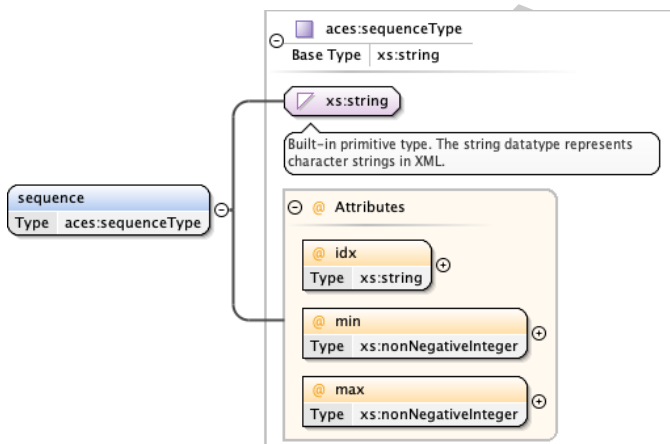 aces:sequenceType
Base Type xs:string
xs:string
Built-in primitive type. The string datatype represents
character strings in XML.
sequence
Type aces:sequenceType
@ Attributes
@ idx
Type xs:string
@ min
Type xs:nonNegativeInteger
@ max
Type xs:nonNegativeInteger